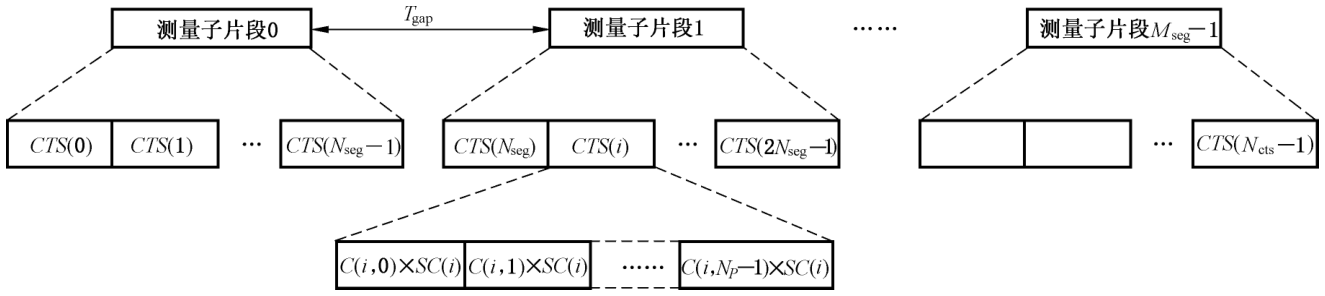 测量子片段0 T_gap 测量子片段1 …… 测量子片段M_seg−1
CTS(0) CTS(1) … CTS(N_seg−1) CTS(N_seg) CTS(i) … CTS(2N_seg−1) … CTS(N_cts−1)
C(i,0)×SC(i) C(i,1)×SC(i) …… C(i,N_P−1)×SC(i)